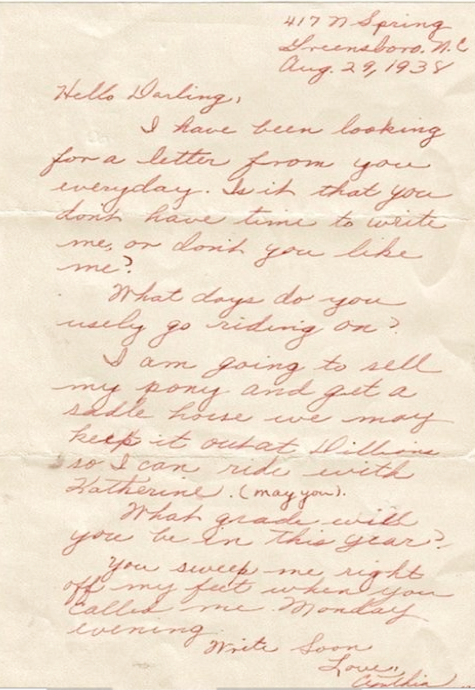 417 N Spring
Greensboro, N.C
Aug. 29, 1938
Hello Darling,
I have been looking
for a letter from you
everyday. Is it that you
dont have time to write
me, or don't you like
me?
What days do you
usely go riding on?
I am going to sell
my pony and get a
sadle horse we may
keep it out at Dillions
so I can ride with
Katherine. (may you).
What grade will
you be in this year?
You sweep me right
off my feet when you
called me Monday
evening
Write Soon
Love,
Cynthia